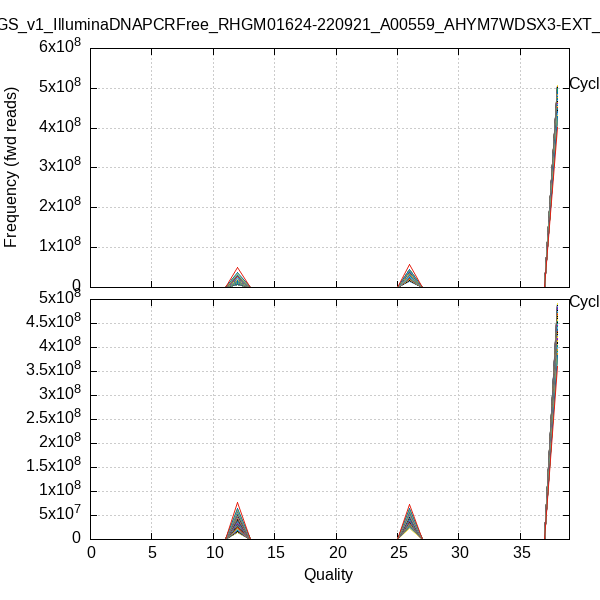 GS_v1_IlluminaDNAPCRFree_RHGM01624-220921_A00559_AHYM7WDSX3-EXT_
6x10⁸
5x10⁸
4x10⁸
3x10⁸
2x10⁸
1x10⁸
0
Frequency (fwd reads)
Cycl
5x10⁸
4.5x10⁸
4x10⁸
3.5x10⁸
3x10⁸
2.5x10⁸
2x10⁸
1.5x10⁸
1x10⁸
5x10⁷
0
Cycl
0 5 10 15 20 25 30 35
Quality